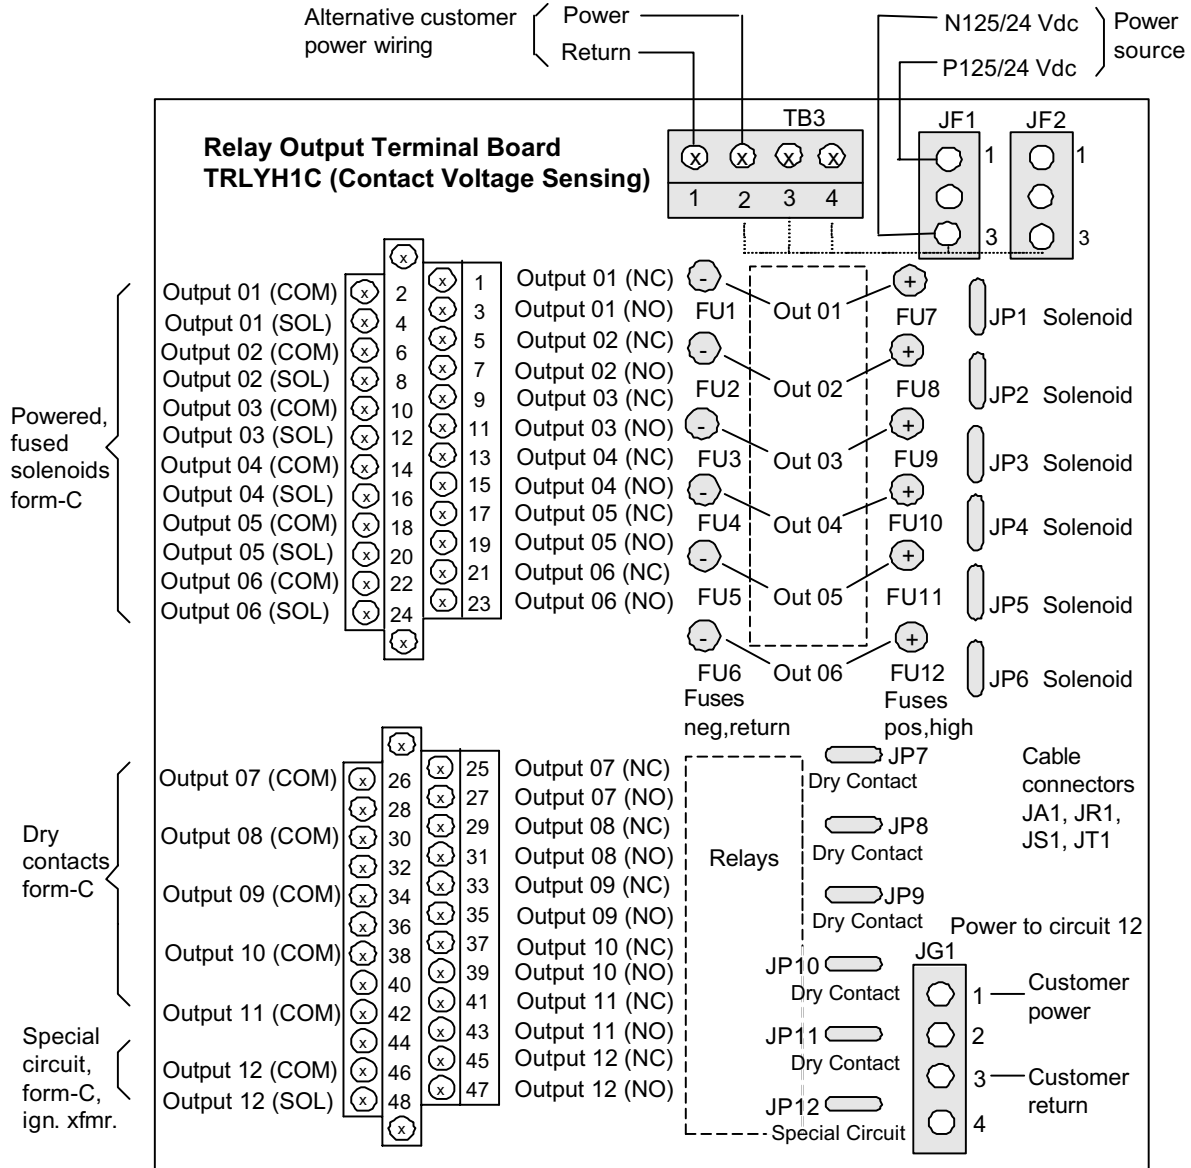 Alternative customer
power wiring
Power
Return
N125/24 Vdc
P125/24 Vdc
Power
source
Relay Output Terminal Board
TRLYH1C (Contact Voltage Sensing)
TB3
x x x x
1 2 3 4
JF1
1
3
JF2
1
3
Powered,
fused
solenoids
form-C
x
Output 01 (COM) x 2 x 1 Output 01 (NC)
Output 01 (SOL) x 4 x 3 Output 01 (NO)
Output 02 (COM) x 6 x 5 Output 02 (NC)
Output 02 (SOL) x 8 x 7 Output 02 (NO)
Output 03 (COM) x 10 x 9 Output 03 (NC)
Output 03 (SOL) x 12 x 11 Output 03 (NO)
Output 04 (COM) x 14 x 13 Output 04 (NC)
Output 04 (SOL) x 16 x 15 Output 04 (NO)
Output 05 (COM) x 18 x 17 Output 05 (NC)
Output 05 (SOL) x 20 x 19 Output 05 (NO)
Output 06 (COM) x 22 x 21 Output 06 (NC)
Output 06 (SOL) x 24 x 23 Output 06 (NO)
x
- Out 01 +
FU1 FU7
JP1 Solenoid
- Out 02 +
FU2 FU8
JP2 Solenoid
- Out 03 +
FU3 FU9
JP3 Solenoid
- Out 04 +
FU4 FU10
JP4 Solenoid
- Out 05 +
FU5 FU11
JP5 Solenoid
- Out 06 +
FU6 FU12
JP6 Solenoid
Fuses
neg,return
Fuses
pos,high
Dry
contacts
form-C
Special
circuit,
form-C,
ign. xfmr.
x
Output 07 (COM) x 26 x 25 Output 07 (NC)
x 28 x 27 Output 07 (NO)
Output 08 (COM) x 30 x 29 Output 08 (NC)
x 32 x 31 Output 08 (NO)
Output 09 (COM) x 34 x 33 Output 09 (NC)
x 36 x 35 Output 09 (NO)
Output 10 (COM) x 38 x 37 Output 10 (NC)
x 40 x 39 Output 10 (NO)
Output 11 (COM) x 42 x 41 Output 11 (NC)
x 44 x 43 Output 11 (NO)
Output 12 (COM) x 46 x 45 Output 12 (NC)
Output 12 (SOL) x 48 x 47 Output 12 (NO)
x
Relays
JP7
Dry Contact
JP8
Dry Contact
JP9
Dry Contact
JP10
Dry Contact
JP11
Dry Contact
JP12
Special Circuit
Cable
connectors
JA1, JR1,
JS1, JT1
Power to circuit 12
JG1
1
2
3
4
Customer
power
Customer
return